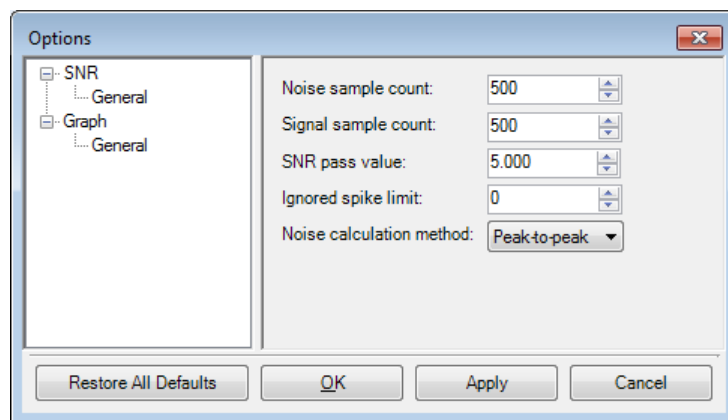 Options
SNR
General
Graph
General
Noise sample count: 500
Signal sample count: 500
SNR pass value: 5.000
Ignored spike limit: 0
Noise calculation method: Peak-to-peak
Restore All Defaults OK Apply Cancel